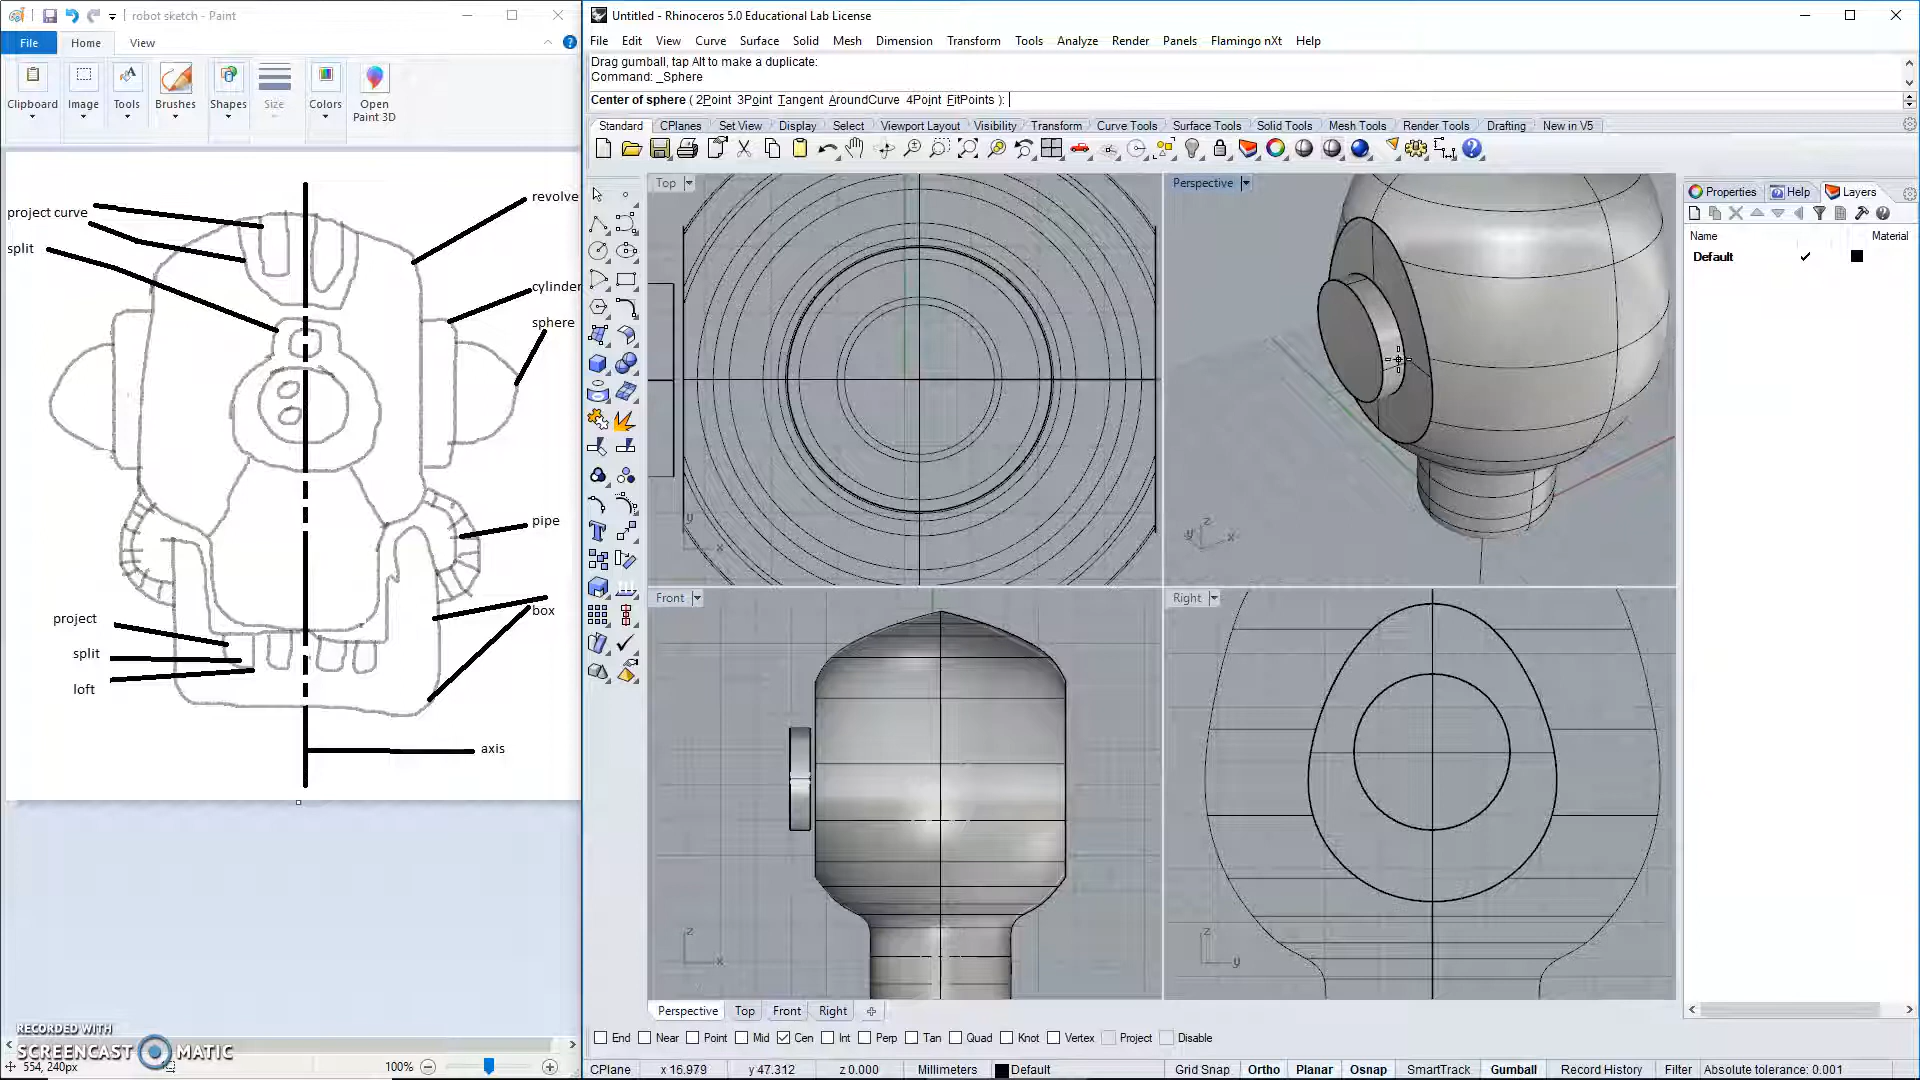 robot sketch - Paint
File Home View
Clipboard Image Tools Brushes Shapes Size Colors Open Paint 3D
project curve
split
revolve
cylinder
sphere
pipe
project
split
loft
box
axis
RECORDED WITH
SCREENCAST MATIC
554, 240px
100%
Untitled - Rhinoceros 5.0 Educational Lab License
File Edit View Curve Surface Solid Mesh Dimension Transform Tools Analyze Render Panels Flamingo nXt Help
Drag gumball, tap Alt to make a duplicate:
Command: _Sphere
Center of sphere ( 2Point 3Point Tangent AroundCurve 4Point FitPoints ):
Standard CPlanes Set View Display Select Viewport Layout Visibility Transform Curve Tools Surface Tools Solid Tools Mesh Tools Render Tools Drafting New in V5
Top
y
x
Perspective
z
y x
Front
z
x
Right
z
y
Properties Help Layers
Name Material
Default
Perspective Top Front Right
End Near Point Mid Cen Int Perp Tan Quad Knot Vertex Project Disable
CPlane x 16.979 y 47.312 z 0.000 Millimeters Default Grid Snap Ortho Planar Osnap SmartTrack Gumball Record History Filter Absolute tolerance: 0.001